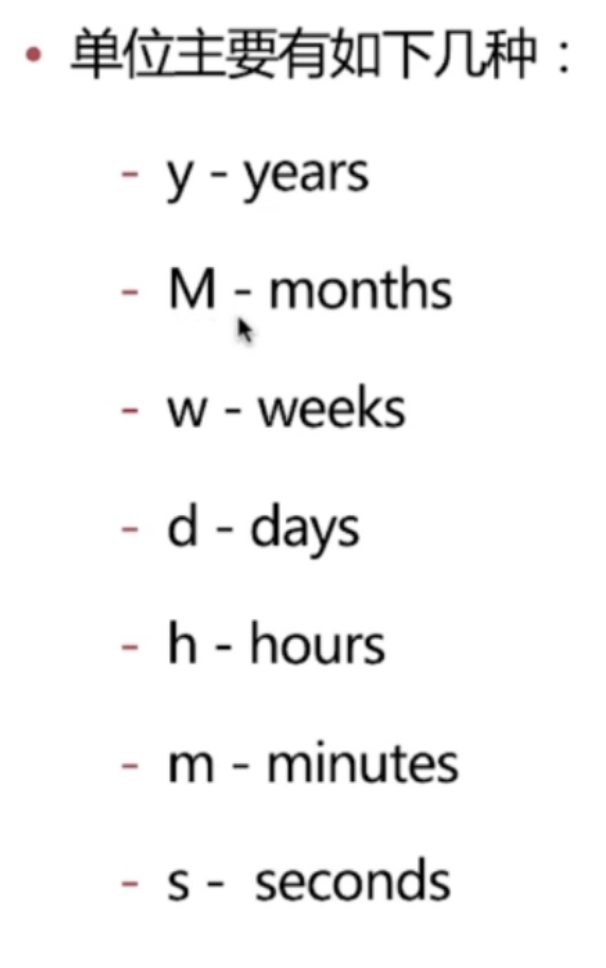 • 单位主要有如下几种：
- y - years
- M - months
- w - weeks
- d - days
- h - hours
- m - minutes
- s - seconds